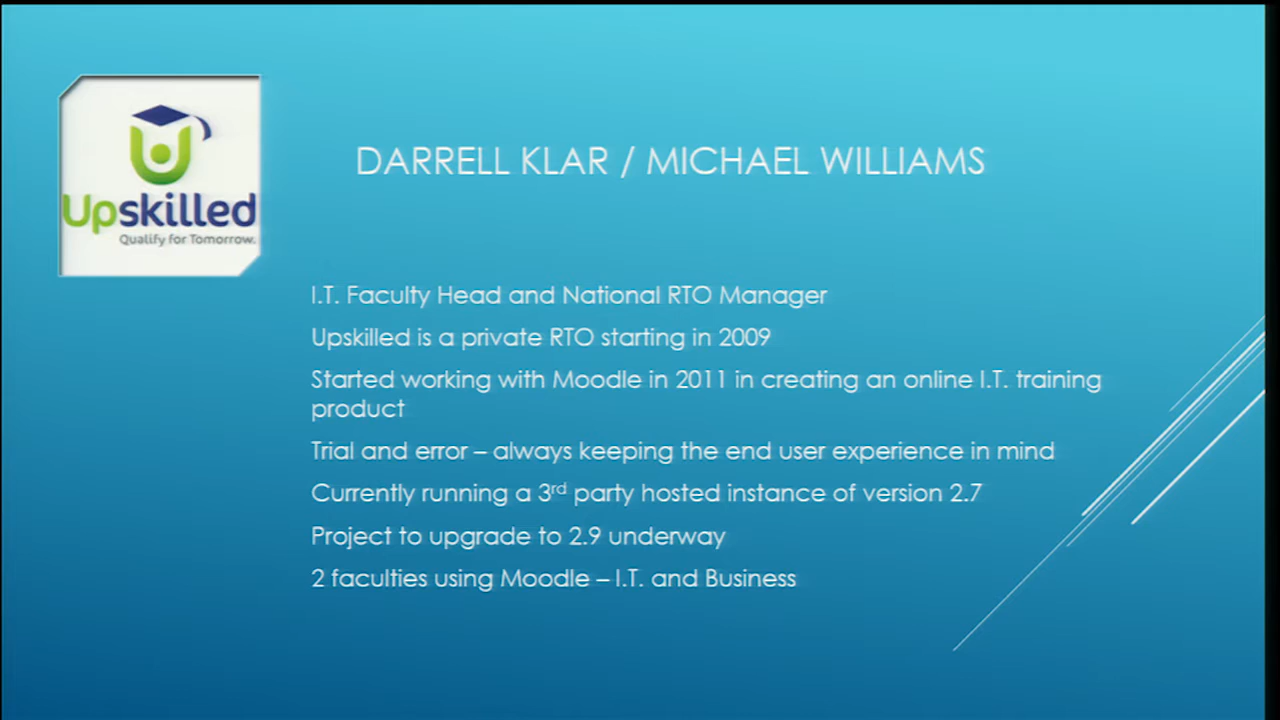 Upskilled
Qualify for Tomorrow.
DARRELL KLAR / MICHAEL WILLIAMS
I.T. Faculty Head and National RTO Manager
Upskilled is a private RTO starting in 2009
Started working with Moodle in 2011 in creating an online I.T. training
product
Trial and error – always keeping the end user experience in mind
Currently running a 3rd party hosted instance of version 2.7
Project to upgrade to 2.9 underway
2 faculties using Moodle – I.T. and Business